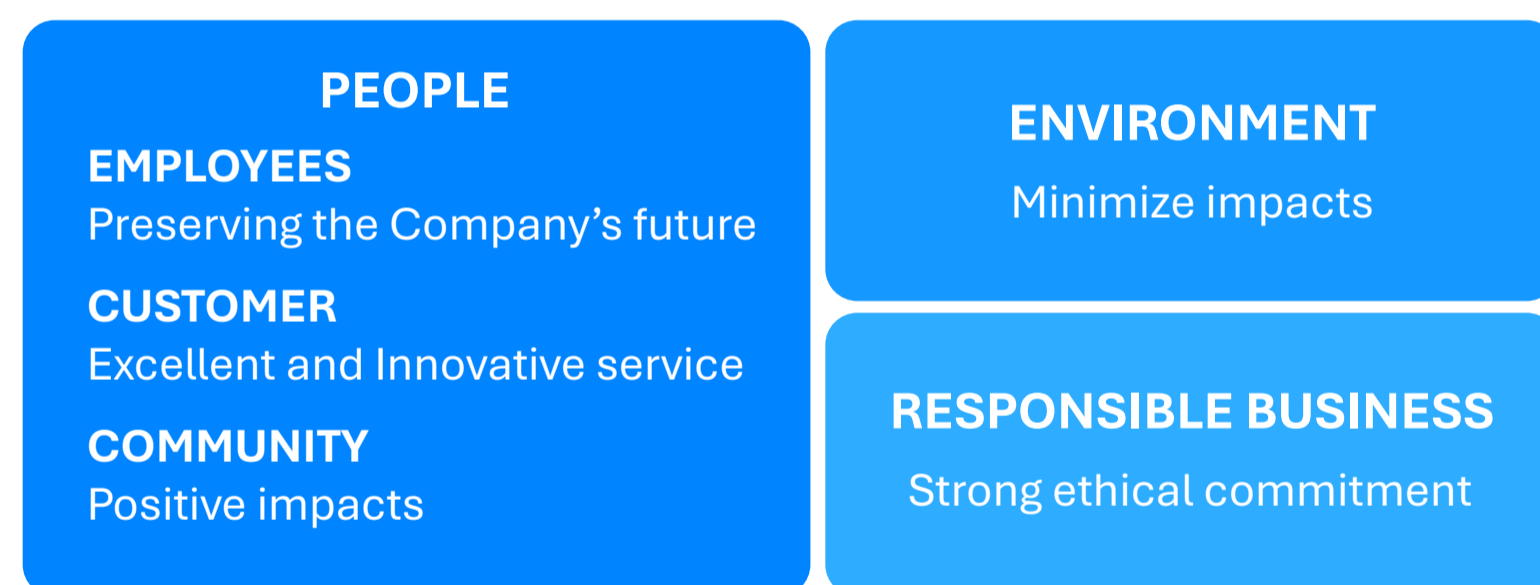 PEOPLE
EMPLOYEES
Preserving the Company’s future
CUSTOMER
Excellent and Innovative service
COMMUNITY
Positive impacts
ENVIRONMENT
Minimize impacts
RESPONSIBLE BUSINESS
Strong ethical commitment